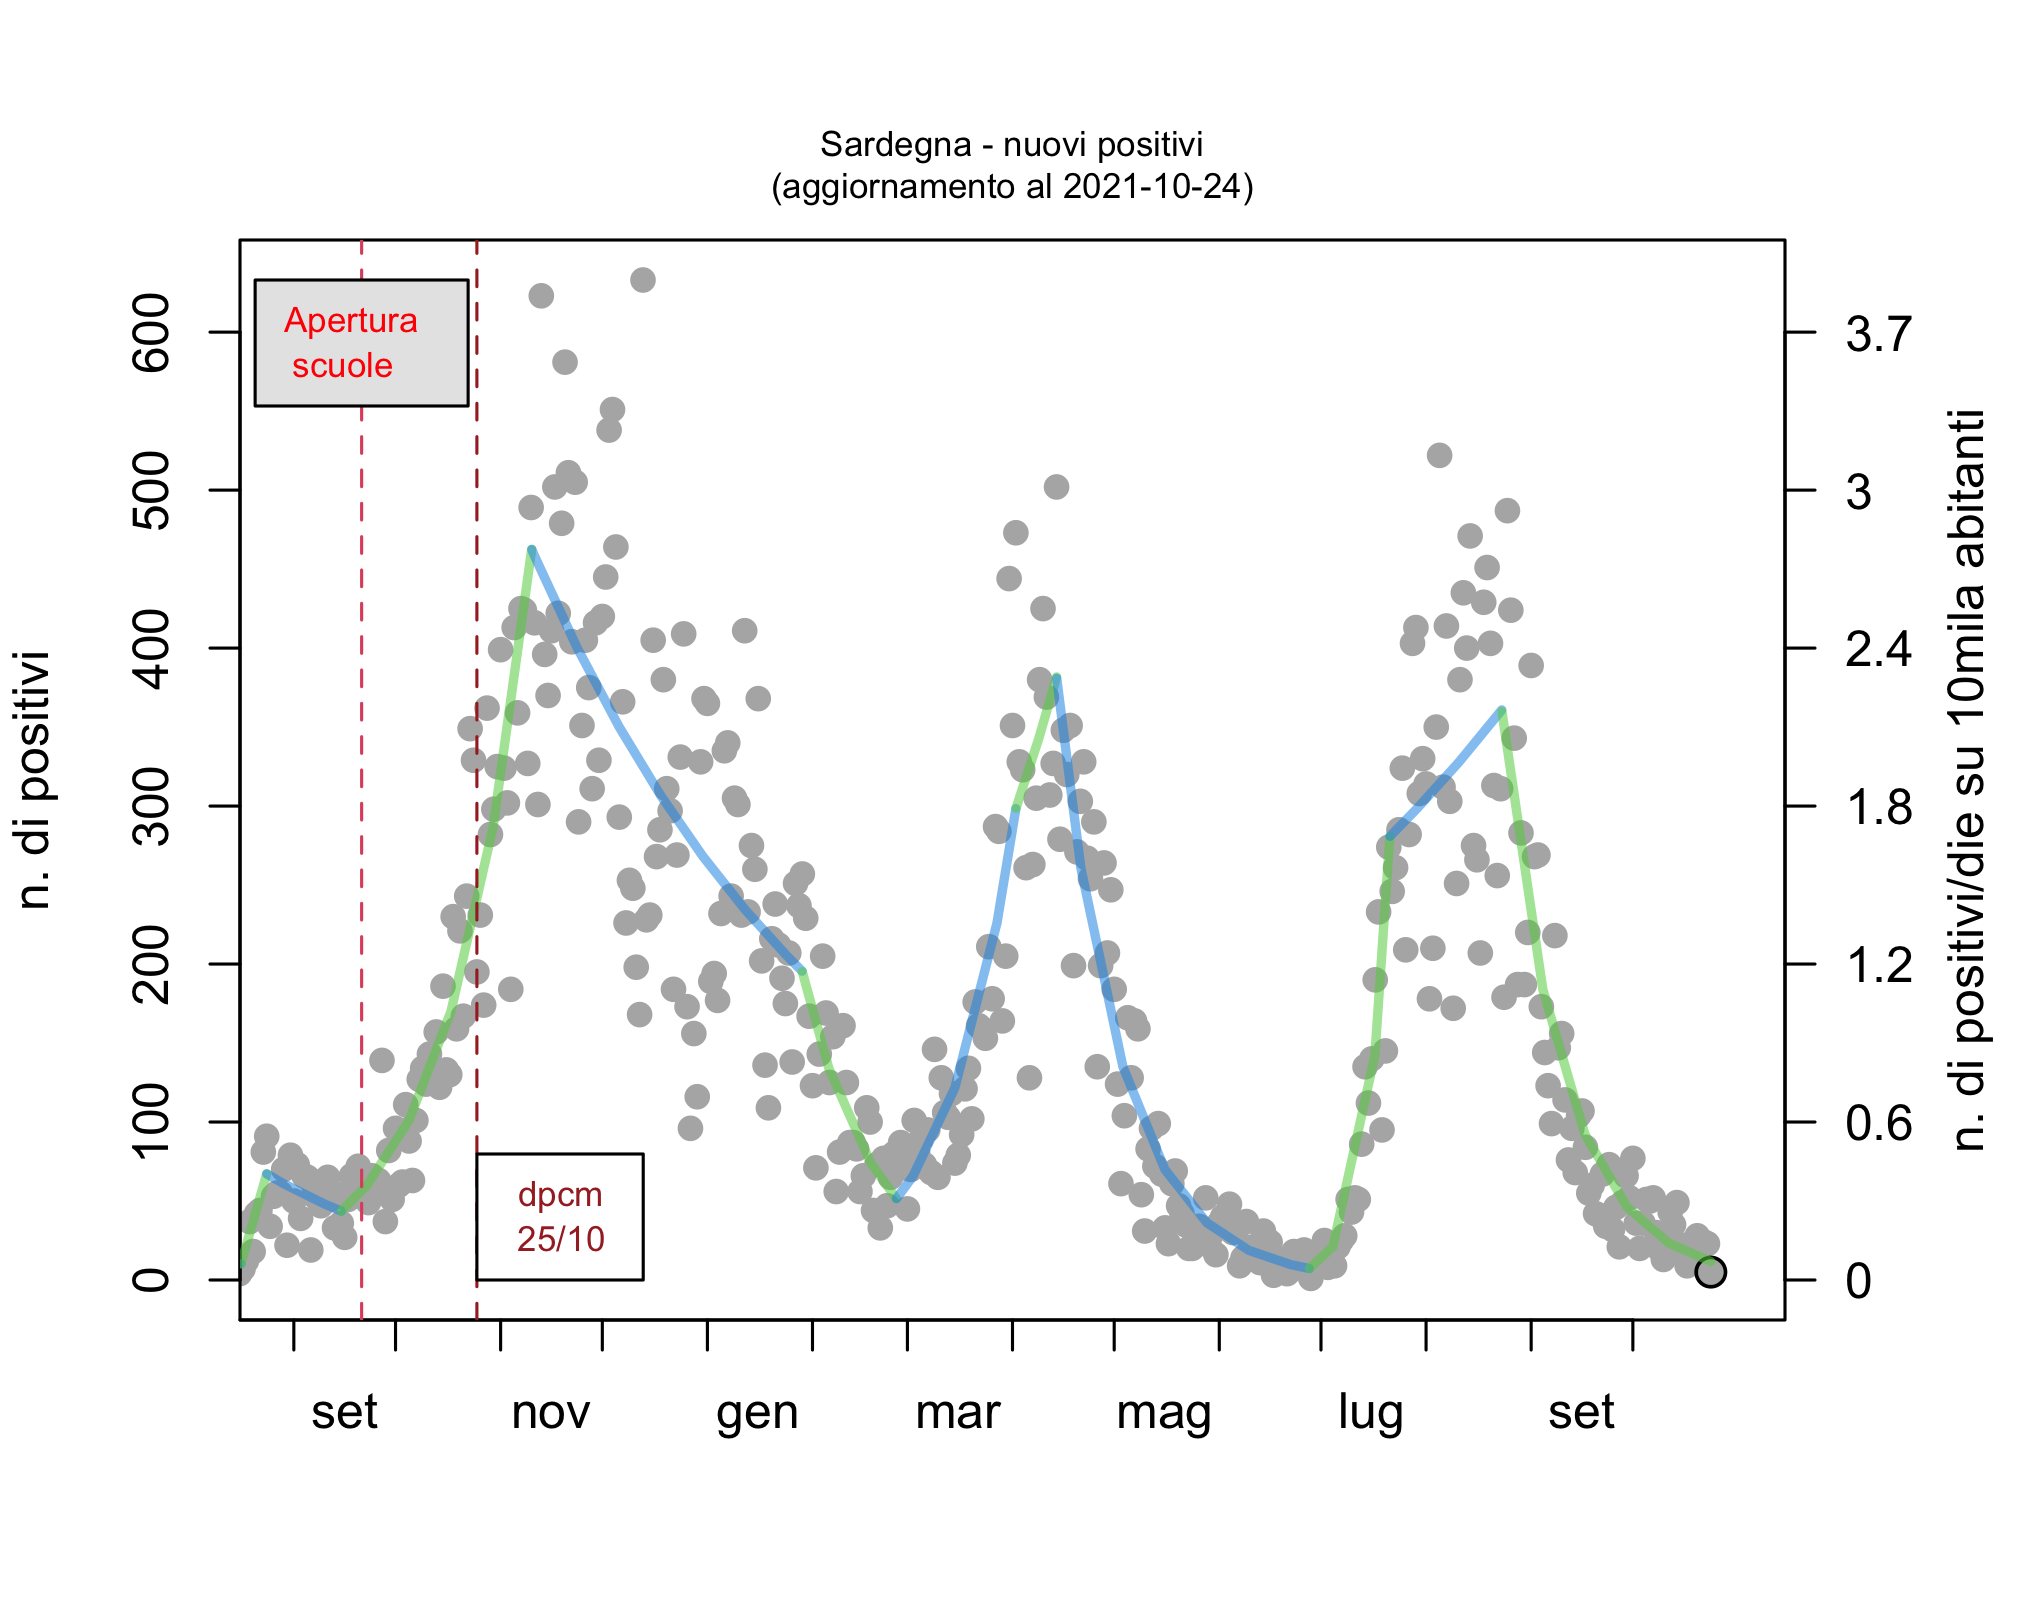 Sardegna - nuovi positivi
(aggiornamento al 2021-10-24)
Apertura
scuole
dpcm
25/10
n. di positivi
0
100
200
300
400
500
600
n. di positivi/die su 10mila abitanti
0
0.6
1.2
1.8
2.4
3
3.7
set
nov
gen
mar
mag
lug
set